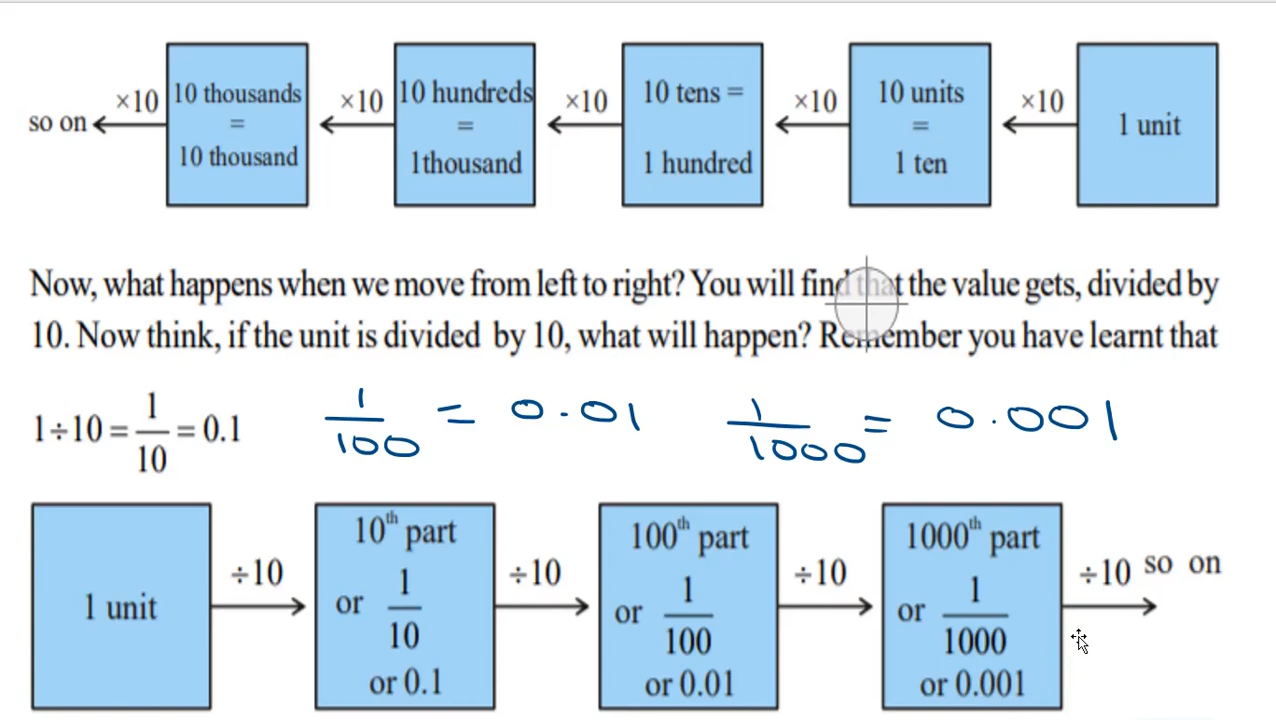 so on ×10 10 thousands = 10 thousand ×10 10 hundreds = 1thousand ×10 10 tens = 1 hundred ×10 10 units = 1 ten ×10 1 unit
Now, what happens when we move from left to right? You will find that the value gets, divided by
10. Now think, if the unit is divided by 10, what will happen? Remember you have learnt that
1÷10 = 1/10 = 0.1 1/100 = 0.01 1/1000 = 0.001
1 unit ÷10 10th part or 1/10 or 0.1 ÷10 100th part or 1/100 or 0.01 ÷10 1000th part or 1/1000 or 0.001 ÷10 so on